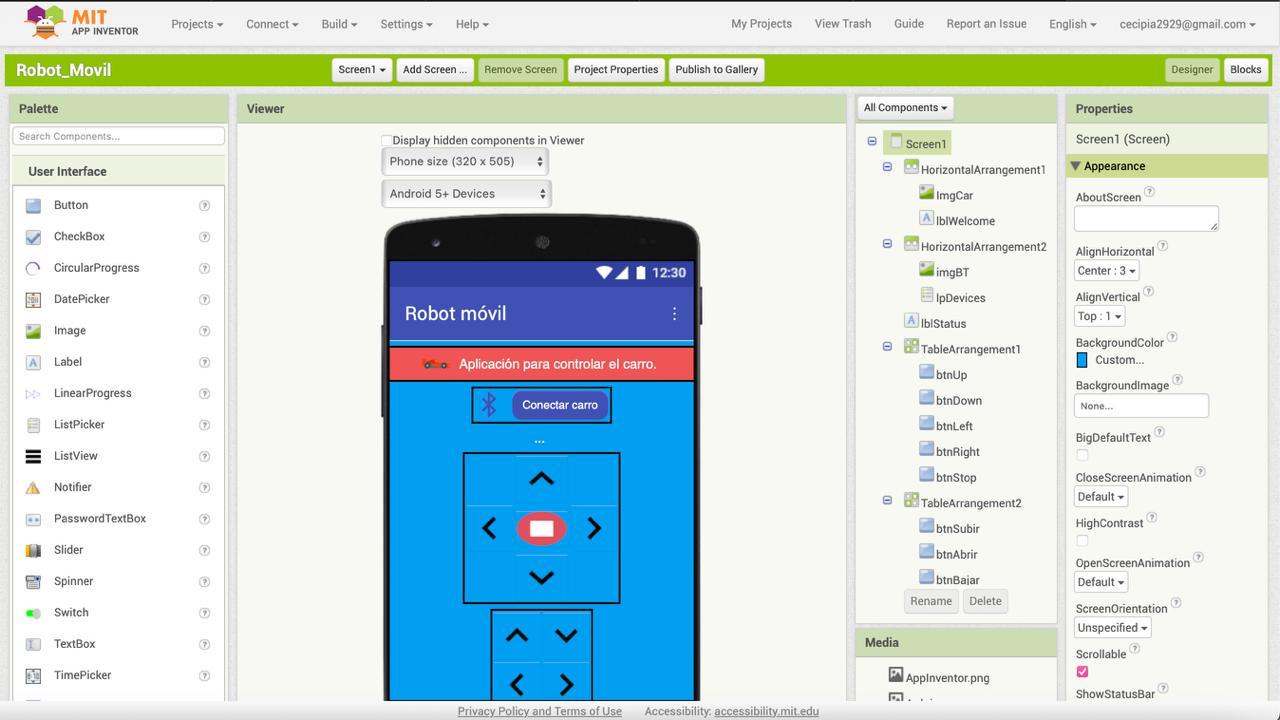 MIT
APP INVENTOR
Projects
Connect
Build
Settings
Help
My Projects
View Trash
Guide
Report an Issue
English
cecipia2929@gmail.com
Robot_Movil
Screen1
Add Screen ...
Remove Screen
Project Properties
Publish to Gallery
Designer
Blocks
Palette
Search Components...
User Interface
Button
CheckBox
CircularProgress
DatePicker
Image
Label
LinearProgress
ListPicker
ListView
Notifier
PasswordTextBox
Slider
Spinner
Switch
TextBox
TimePicker
Viewer
Display hidden components in Viewer
Phone size (320 x 505)
Android 5+ Devices
12:30
Robot móvil
Aplicación para controlar el carro.
Conectar carro
...
All Components
Screen1
HorizontalArrangement1
ImgCar
lblWelcome
HorizontalArrangement2
imgBT
lpDevices
lblStatus
TableArrangement1
btnUp
btnDown
btnLeft
btnRight
btnStop
TableArrangement2
btnSubir
btnAbrir
btnBajar
Rename
Delete
Media
AppInventor.png
Properties
Screen1 (Screen)
Appearance
AboutScreen
AlignHorizontal
Center : 3
AlignVertical
Top : 1
BackgroundColor
Custom...
BackgroundImage
None...
BigDefaultText
CloseScreenAnimation
Default
HighContrast
OpenScreenAnimation
Default
ScreenOrientation
Unspecified
Scrollable
ShowStatusBar
Privacy Policy and Terms of Use
Accessibility: accessibility.mit.edu